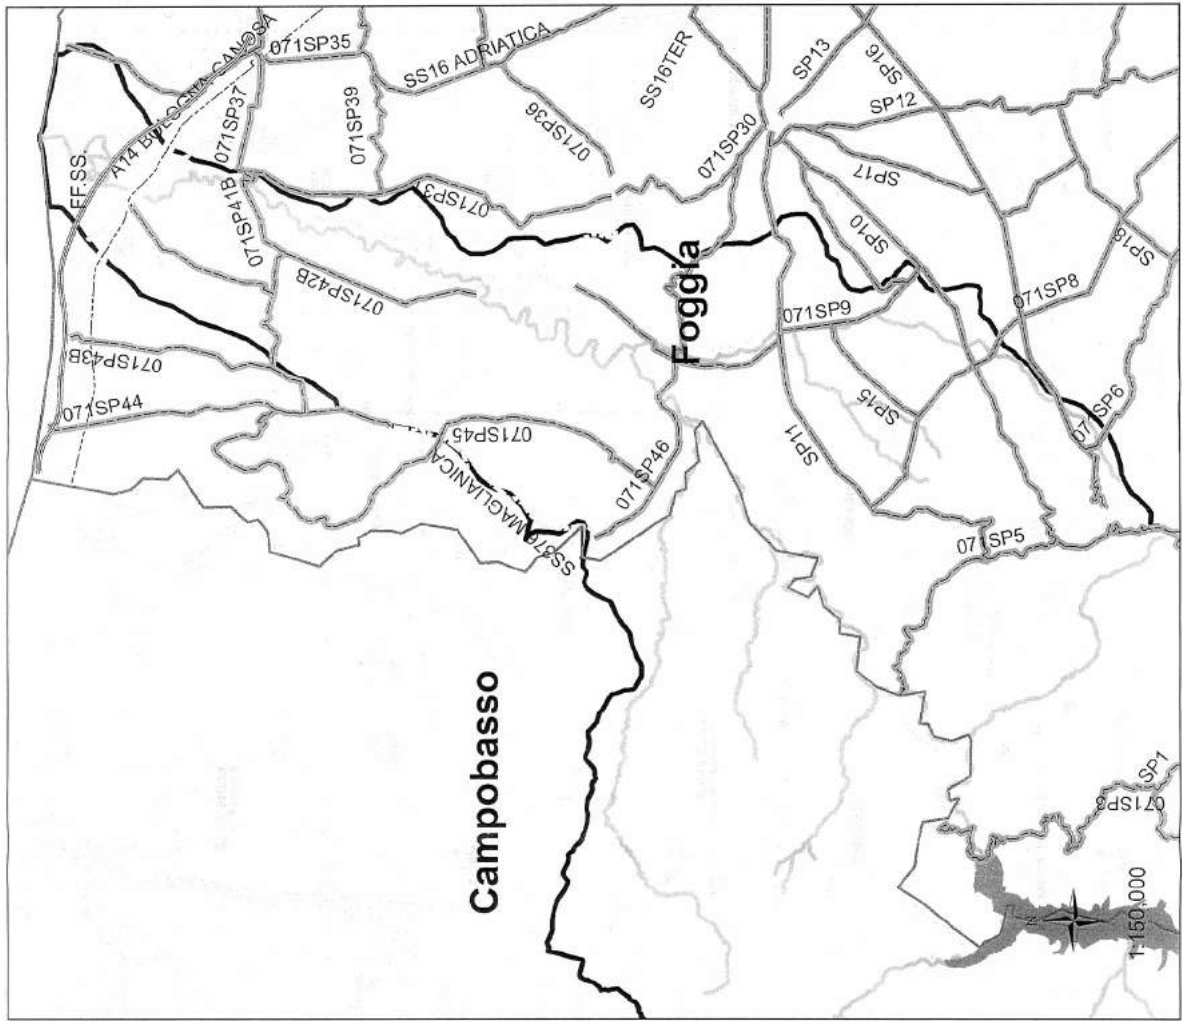 A14 BOLOGNA CANOSA
071SP35
SS16 ADRIATICA
SS16TER
SP13
SP16
SP12
071SP37
071SP39
071SP36
071SP30
SP17
FF.SS.
071SP41B
071SP3
SP10
SP18
071SP42B
Foggia
071SP9
071SP8
071SP43B
071SP44
071SP45
SS376 MAGLIANICA
071SP46
SP11
SP15
071SP6
071SP5
Campobasso
SP1
071SP3
1:150.000